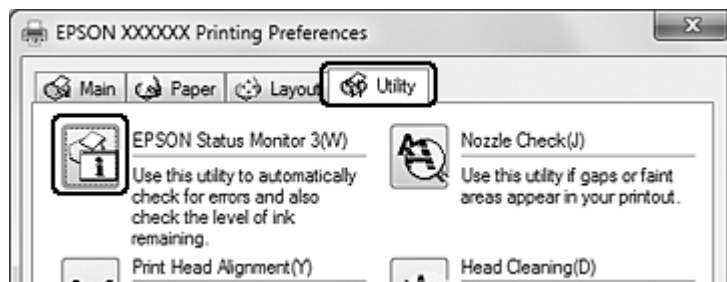 EPSON XXXXXX Printing Preferences
Main Paper Layout Utility
EPSON Status Monitor 3(W)
Use this utility to automatically
check for errors and also
check the level of ink
remaining.
Nozzle Check(J)
Use this utility if gaps or faint
areas appear in your printout.
Print Head Alignment(Y)
Head Cleaning(D)